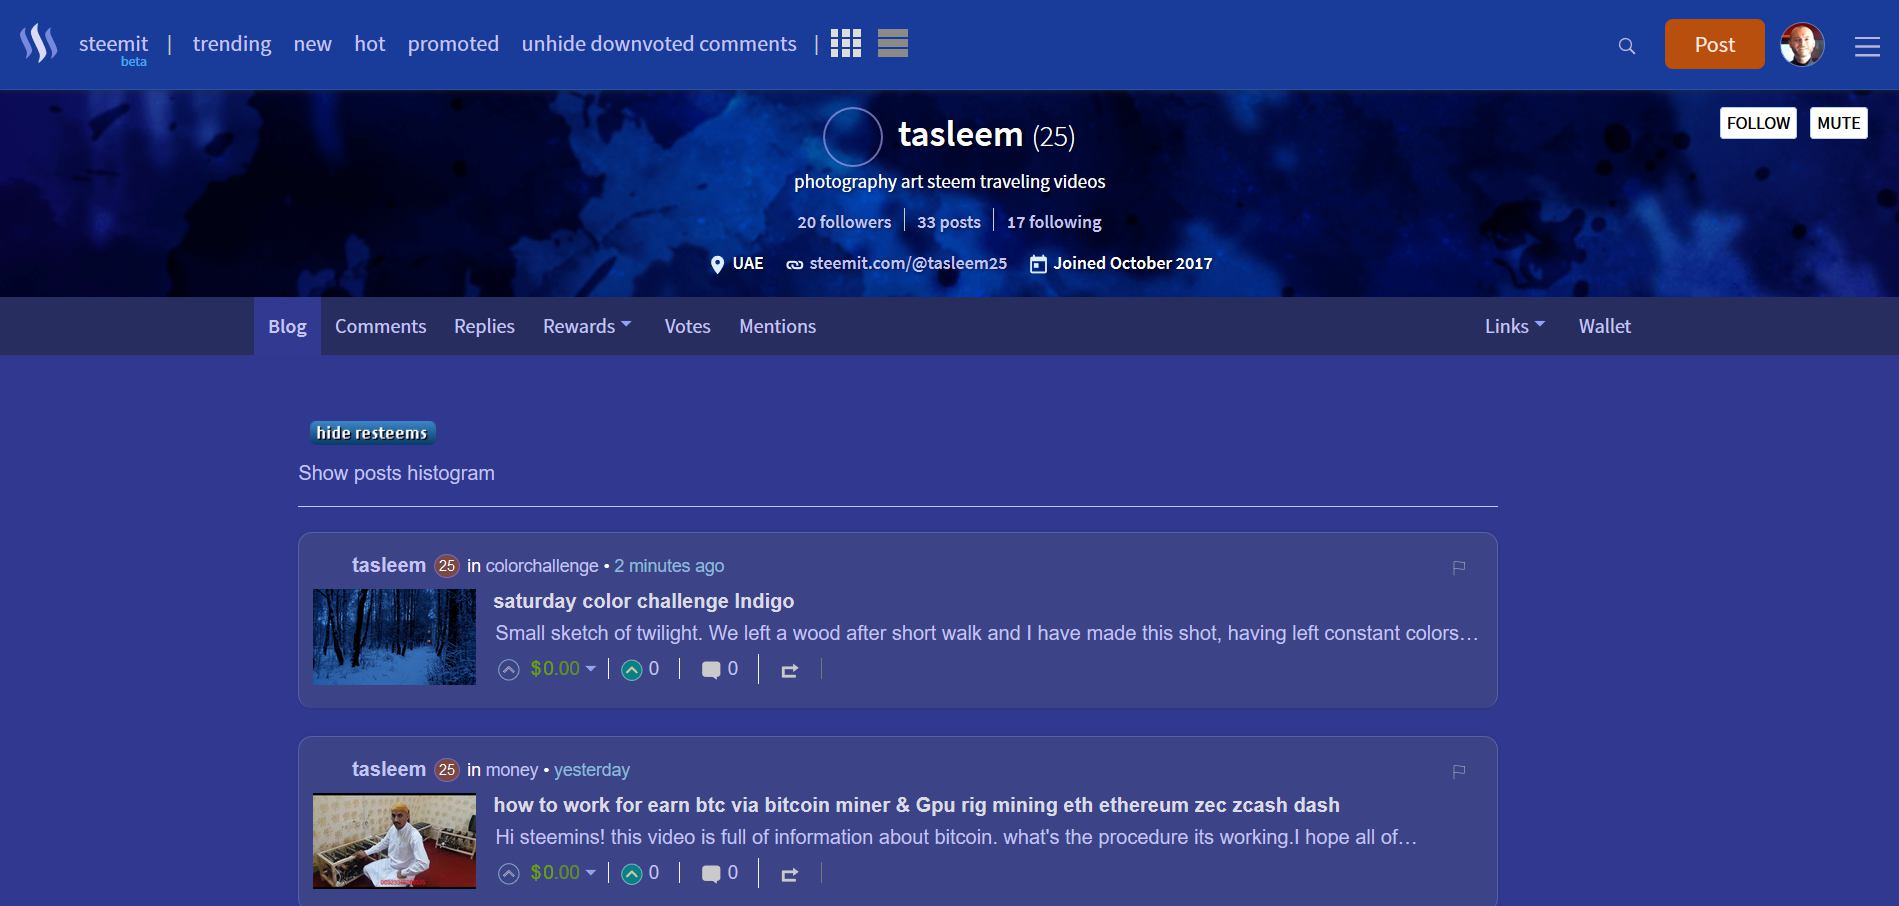 steemit beta | trending new hot promoted unhide downvoted comments | Post
FOLLOW MUTE
tasleem (25)
photography art steem traveling videos
20 followers 33 posts 17 following
UAE steemit.com/@tasleem25 Joined October 2017
Blog Comments Replies Rewards Votes Mentions Links Wallet
hide resteems
Show posts histogram
tasleem 25 in colorchallenge • 2 minutes ago
saturday color challenge Indigo
Small sketch of twilight. We left a wood after short walk and I have made this shot, having left constant colors…
$0.00 0 0
tasleem 25 in money • yesterday
how to work for earn btc via bitcoin miner & Gpu rig mining eth ethereum zec zcash dash
Hi steemins! this video is full of information about bitcoin. what's the procedure its working.I hope all of…
$0.00 0 0